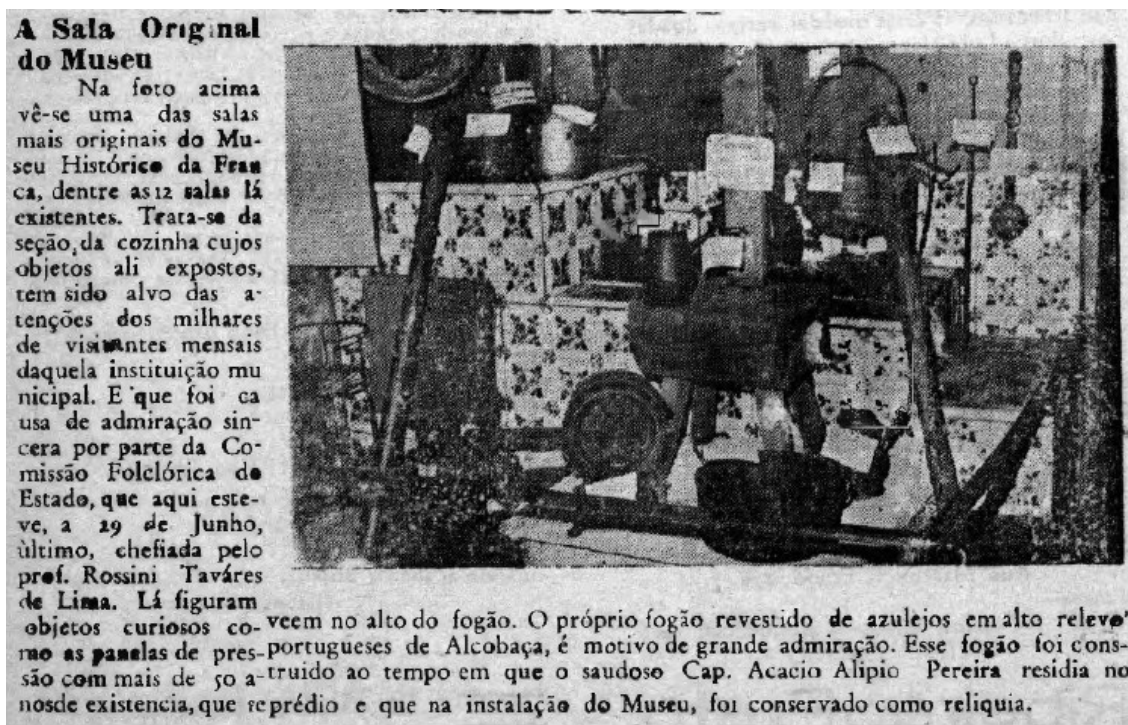 A Sala Original
do Museu
Na foto acima
vê-se uma das salas
mais originais do Mu-
seu Histórico da Fran
ca, dentre as 12 salas lá
existentes. Trata-se da
seção, da cozinha cujos
objetos ali expostos,
tem sido alvo das a-
tenções dos milhares
de visitantes mensais
daquela instituição mu
nicipal. E que foi ca
usa de admiração sin-
cera por parte da Co-
missão Folclórica do
Estado, que aqui este-
ve, a 29 de Junho,
ùltimo, chefiada pelo
prof. Rossini Taváres
de Lima. Lá figuram
objetos curiosos co-
mo as panelas de pres-
são com mais de 50 a-
nosde existencia, que se
veem no alto do fogão. O próprio fogão revestido de azulejos em alto relevo
portugueses de Alcobaça, é motivo de grande admiração. Esse fogão foi cons-
truido ao tempo em que o saudoso Cap. Acacio Alipio Pereira residia no
prédio e que na instalação do Museu, foi conservado como reliquia.